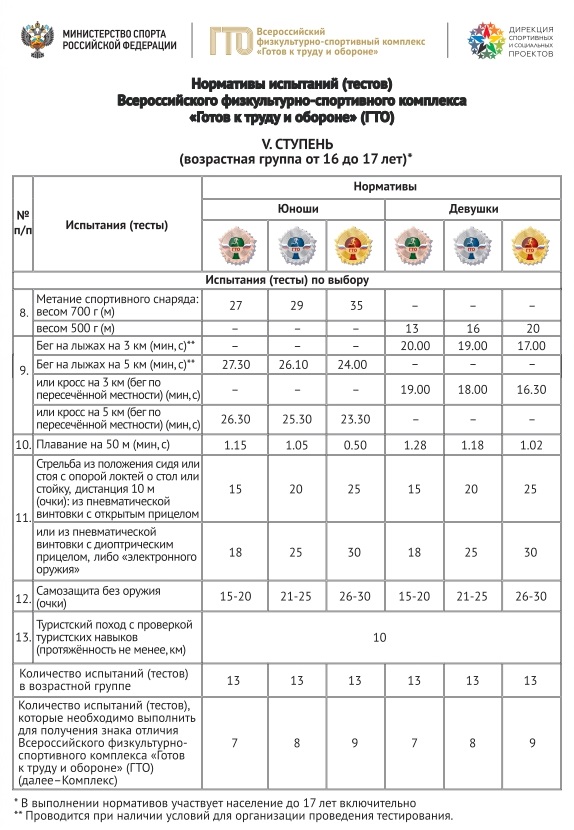 МИНИСТЕРСТВО СПОРТА
РОССИЙСКОЙ ФЕДЕРАЦИИ
ГТО
Всероссийский
физкультурно-спортивный комплекс
«Готов к труду и обороне»
ДИРЕКЦИЯ
СПОРТИВНЫХ
И СОЦИАЛЬНЫХ
ПРОЕКТОВ
Нормативы испытаний (тестов)
Всероссийского физкультурно-спортивного комплекса
«Готов к труду и обороне» (ГТО)
V. СТУПЕНЬ
(возрастная группа от 16 до 17 лет)*
№ п/п Испытания (тесты) Нормативы
Юноши Девушки
ГТО ГТО ГТО ГТО ГТО ГТО
Испытания (тесты) по выбору
8. Метание спортивного снаряда:
весом 700 г (м) 27 29 35 – – –
весом 500 г (м) – – – 13 16 20
9. Бег на лыжах на 3 км (мин, с)** – – – 20.00 19.00 17.00
Бег на лыжах на 5 км (мин, с)** 27.30 26.10 24.00 – – –
или кросс на 3 км (бег по
пересечённой местности) (мин, с) – – – 19.00 18.00 16.30
или кросс на 5 км (бег по
пересечённой местности) (мин, с) 26.30 25.30 23.30 – – –
10. Плавание на 50 м (мин, с) 1.15 1.05 0.50 1.28 1.18 1.02
11. Стрельба из положения сидя или
стоя с опорой локтей о стол или
стойку, дистанция 10 м
(очки): из пневматической
винтовки с открытым прицелом 15 20 25 15 20 25
или из пневматической
винтовки с диоптрическим
прицелом, либо «электронного
оружия» 18 25 30 18 25 30
12. Самозащита без оружия
(очки) 15-20 21-25 26-30 15-20 21-25 26-30
13. Туристский поход с проверкой
туристских навыков
(протяжённость не менее, км) 10
Количество испытаний (тестов)
в возрастной группе 13 13 13 13 13 13
Количество испытаний (тестов),
которые необходимо выполнить
для получения знака отличия
Всероссийского физкультурно-
спортивного комплекса «Готов
к труду и обороне» (ГТО)
(далее–Комплекс) 7 8 9 7 8 9
* В выполнении нормативов участвует население до 17 лет включительно
** Проводится при наличии условий для организации проведения тестирования.